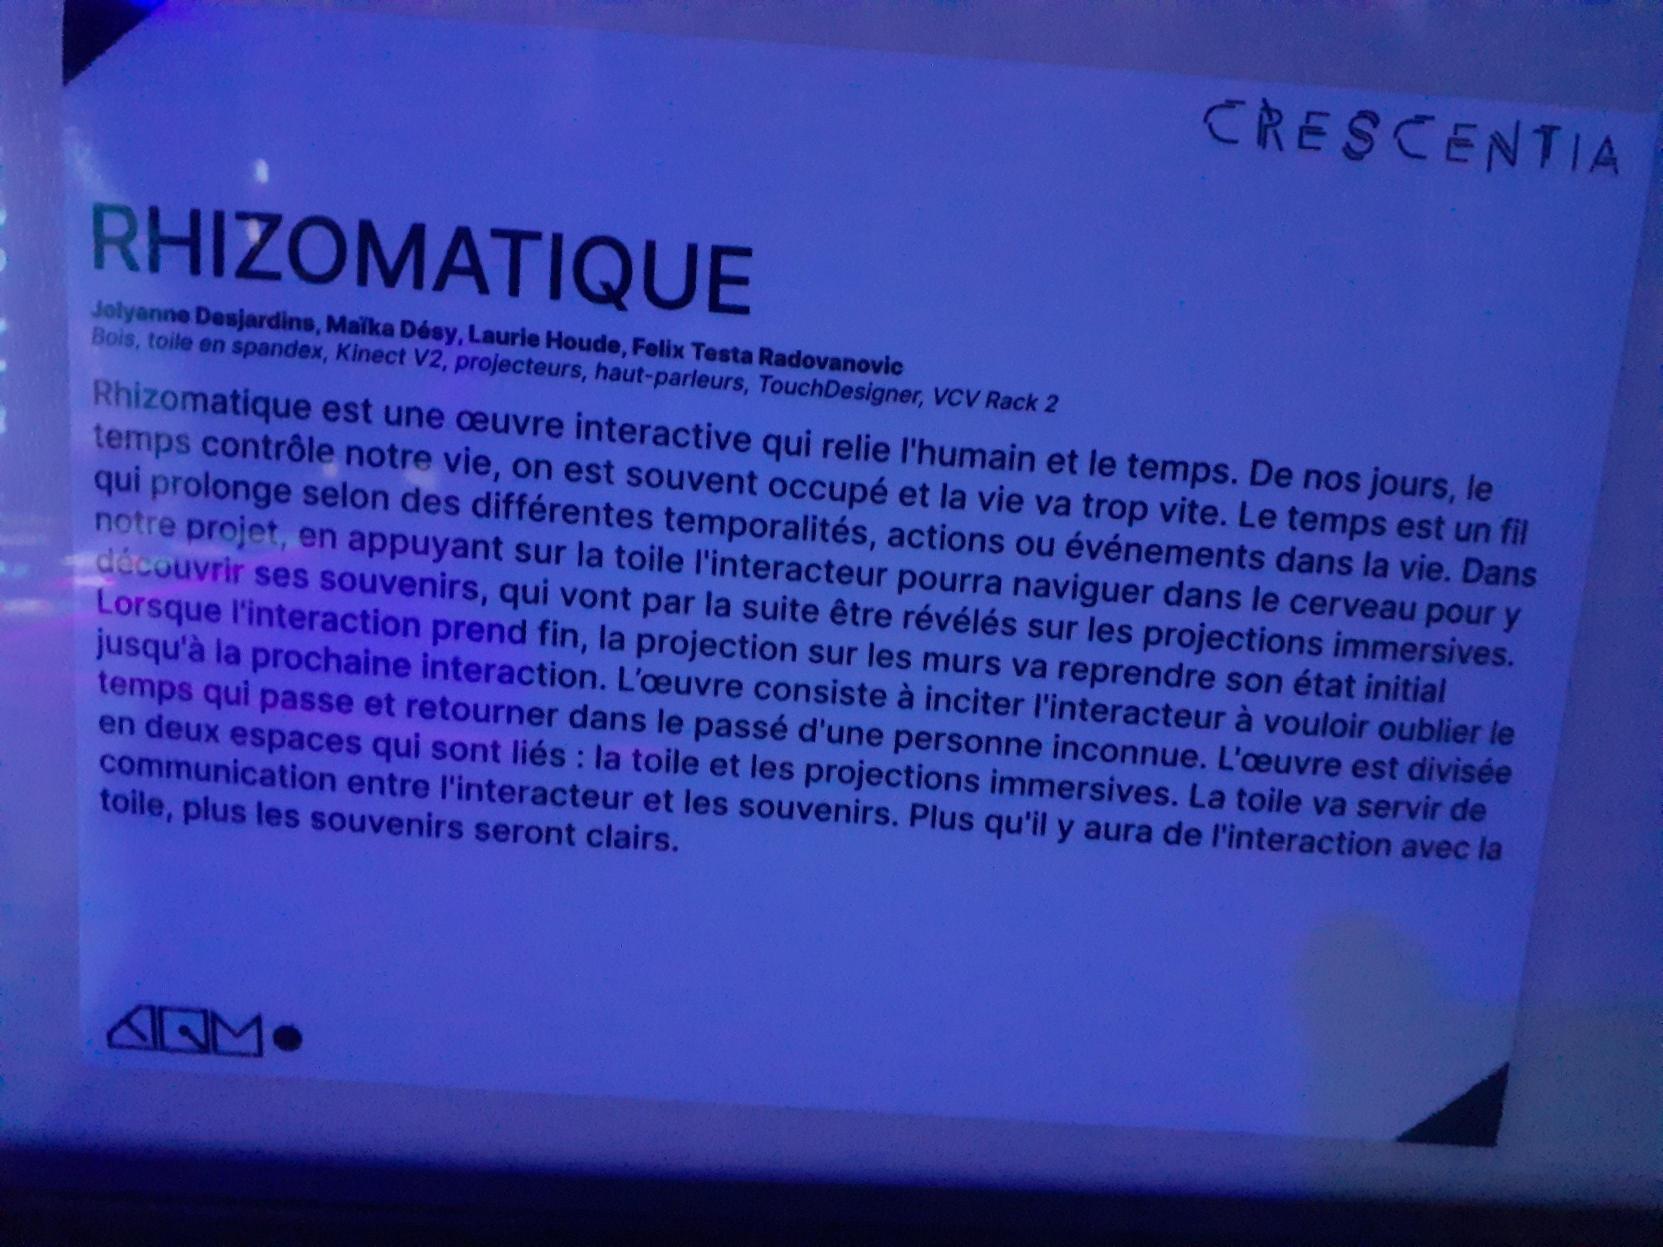 CRESCENTIA
RHIZOMATIQUE
Jolyanne Desjardins, Maïka Désy, Laurie Houde, Felix Testa Radovanovic
Bois, toile en spandex, Kinect V2, projecteurs, haut-parleurs, TouchDesigner, VCV Rack 2
Rhizomatique est une œuvre interactive qui relie l'humain et le temps. De nos jours, le
temps contrôle notre vie, on est souvent occupé et la vie va trop vite. Le temps est un fil
qui prolonge selon des différentes temporalités, actions ou événements dans la vie. Dans
notre projet, en appuyant sur la toile l'interacteur pourra naviguer dans le cerveau pour y
découvrir ses souvenirs, qui vont par la suite être révélés sur les projections immersives.
Lorsque l'interaction prend fin, la projection sur les murs va reprendre son état initial
jusqu'à la prochaine interaction. L'œuvre consiste à inciter l'interacteur à vouloir oublier le
temps qui passe et retourner dans le passé d'une personne inconnue. L'œuvre est divisée
en deux espaces qui sont liés : la toile et les projections immersives. La toile va servir de
communication entre l'interacteur et les souvenirs. Plus qu'il y aura de l'interaction avec la
toile, plus les souvenirs seront clairs.